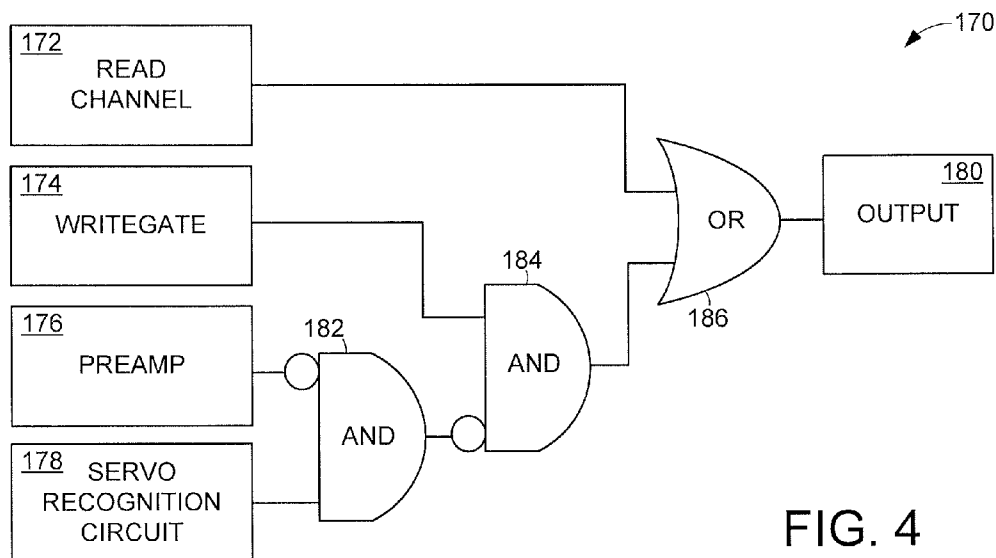 170
172
READ
CHANNEL
174
WRITEGATE
176
PREAMP
178
SERVO
RECOGNITION
CIRCUIT
182
AND
184
AND
OR
186
180
OUTPUT
FIG. 4